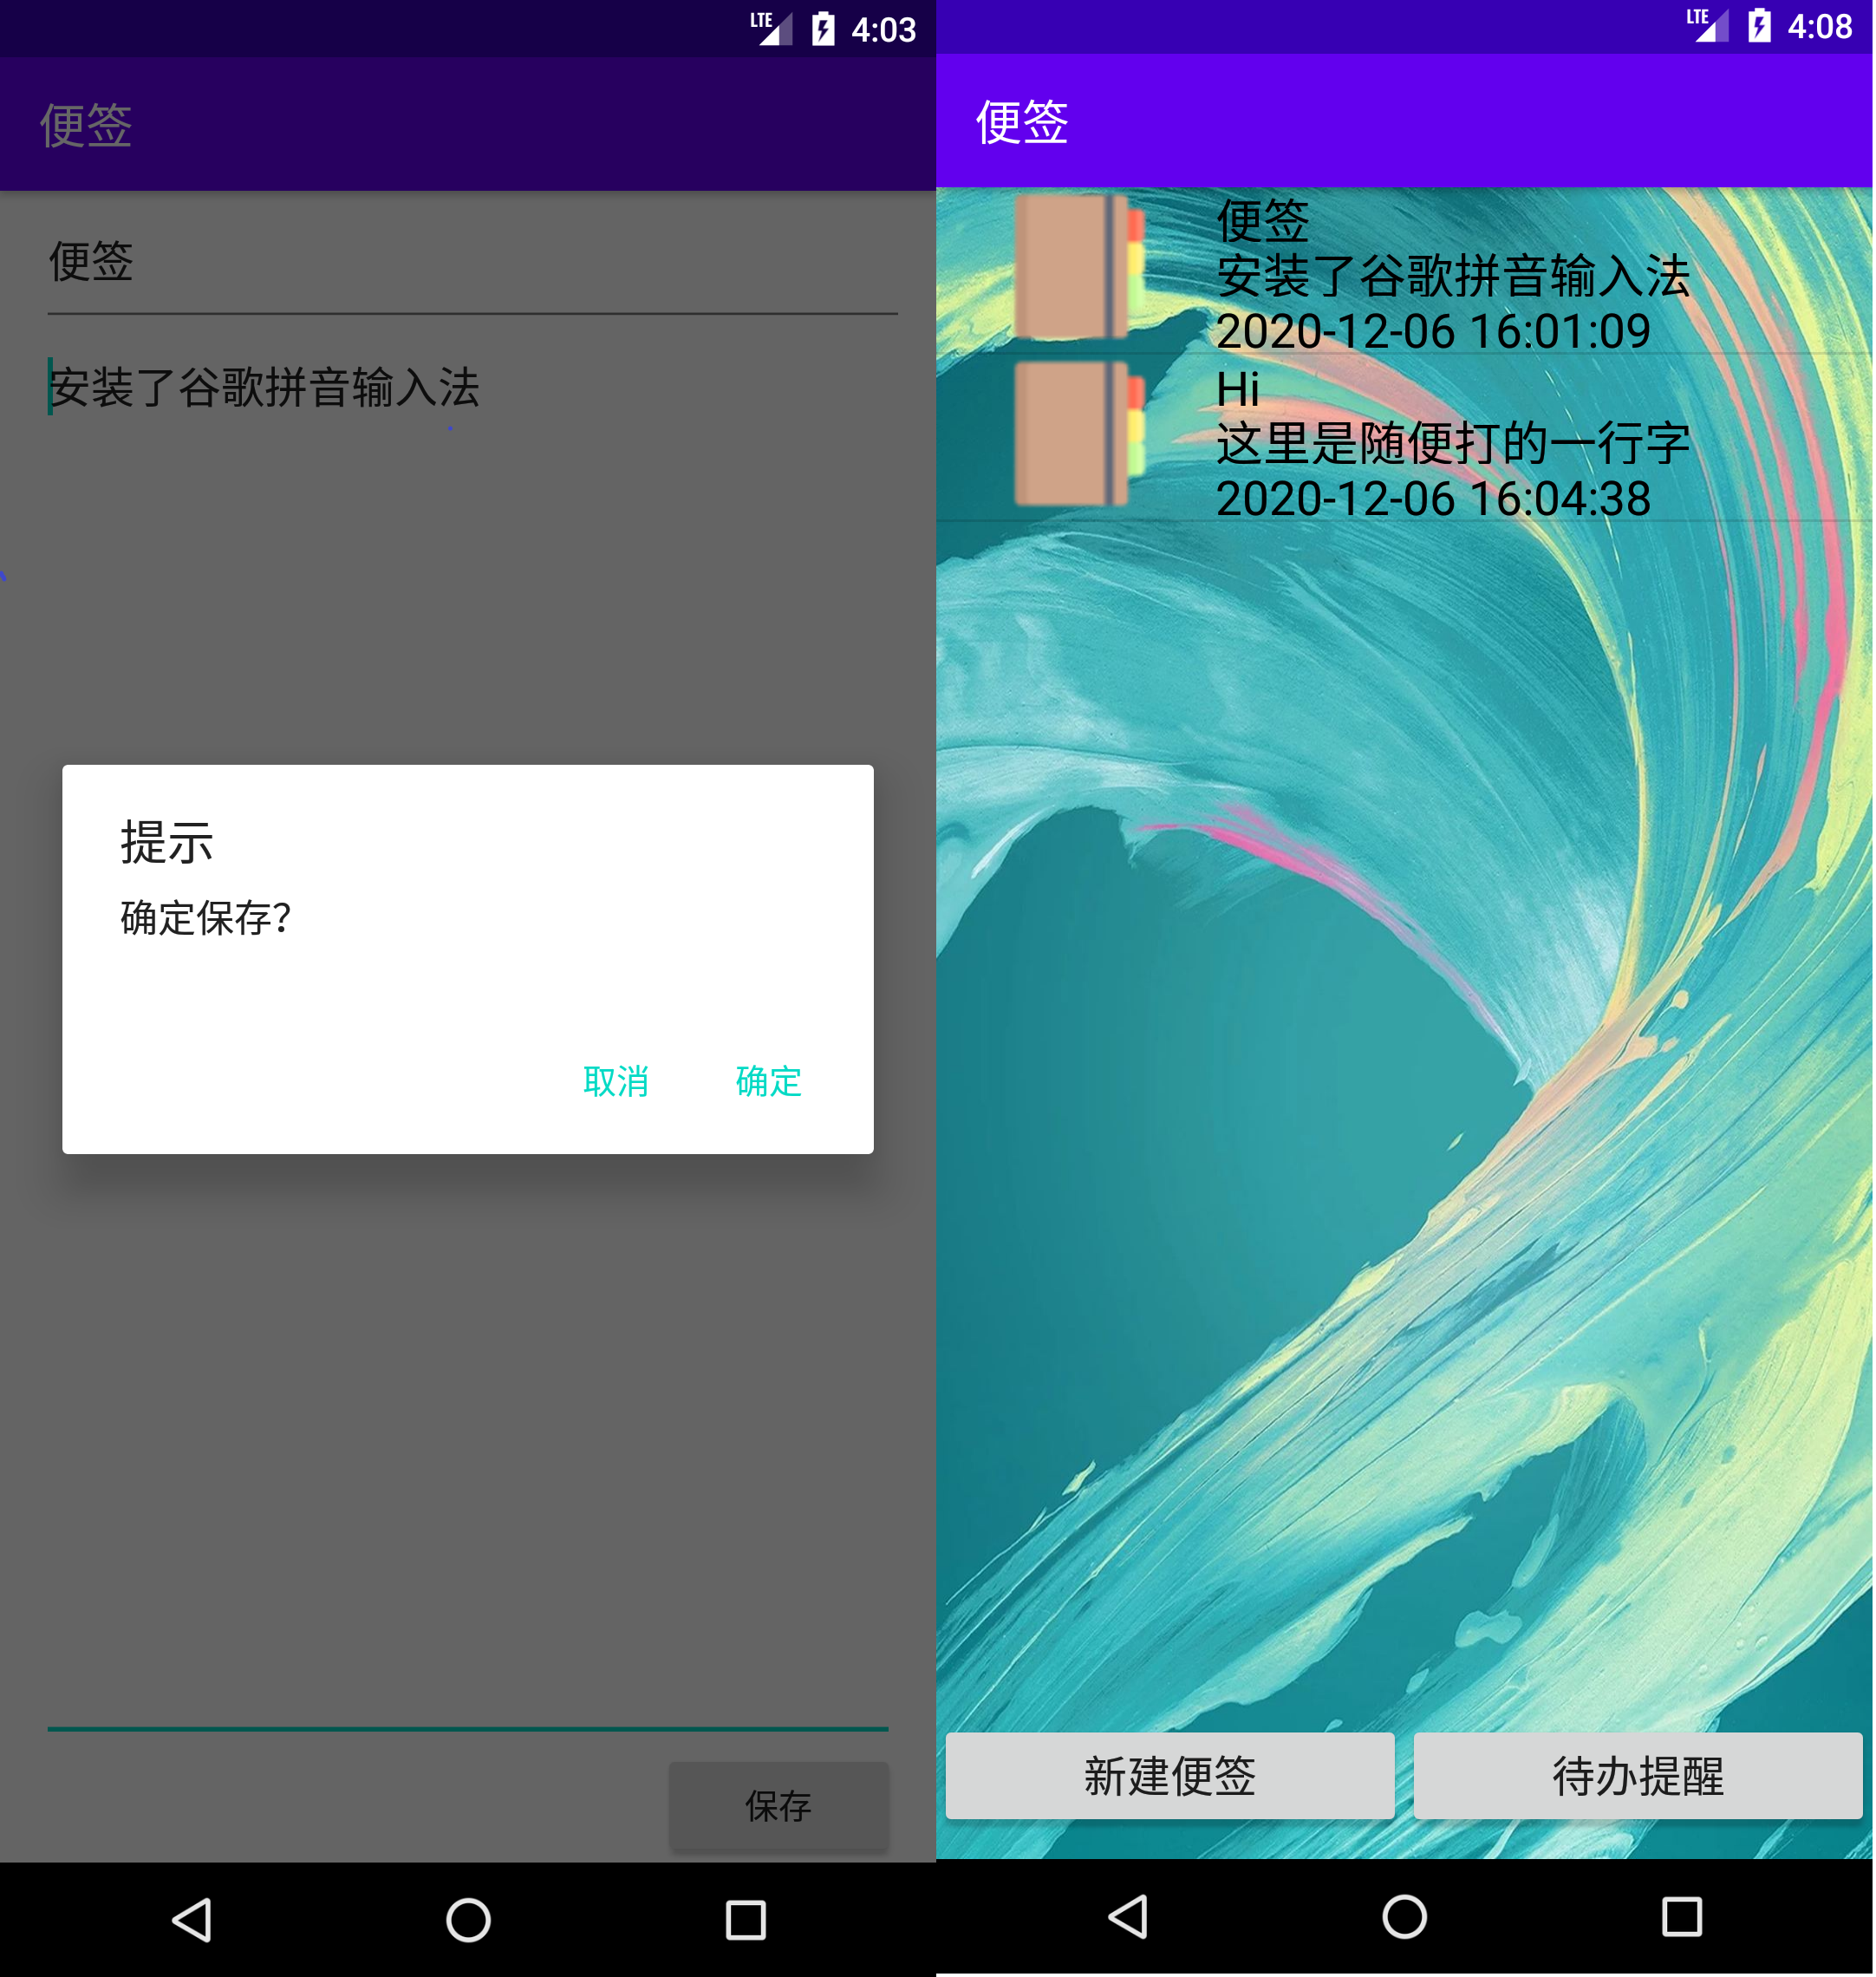 LTE 4:03
便签
便签
安装了谷歌拼音输入法
提示
确定保存?
取消 确定
保存
LTE 4:08
便签
便签
安装了谷歌拼音输入法
2020-12-06 16:01:09
Hi
这里是随便打的一行字
2020-12-06 16:04:38
新建便签 待办提醒